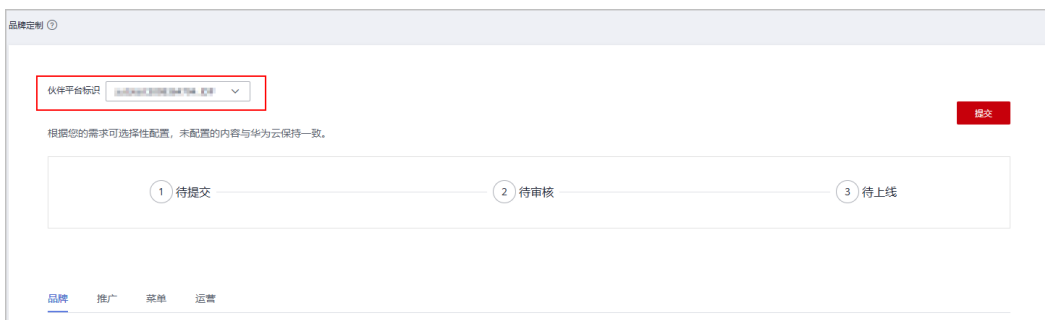 品牌定制 ?
伙伴平台标识
提交
根据您的需求可选择性配置，未配置的内容与华为云保持一致。
1 待提交 2 待审核 3 待上线
品牌 推广 菜单 运营